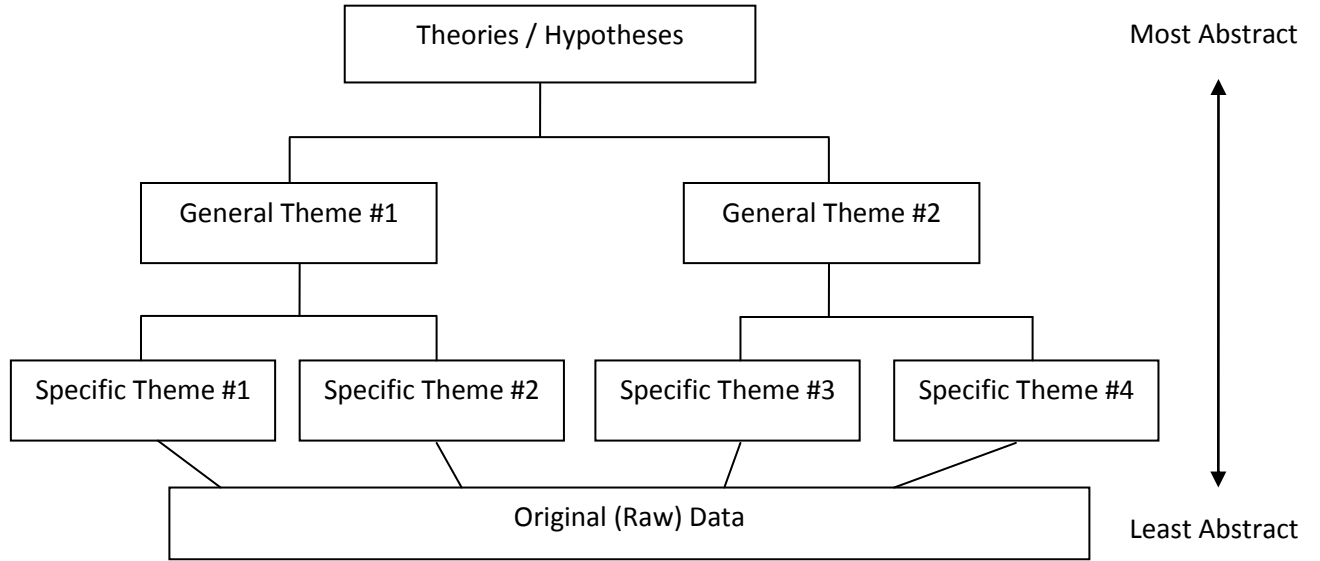 Theories / Hypotheses
Most Abstract
General Theme #1
General Theme #2
Specific Theme #1
Specific Theme #2
Specific Theme #3
Specific Theme #4
Original (Raw) Data
Least Abstract